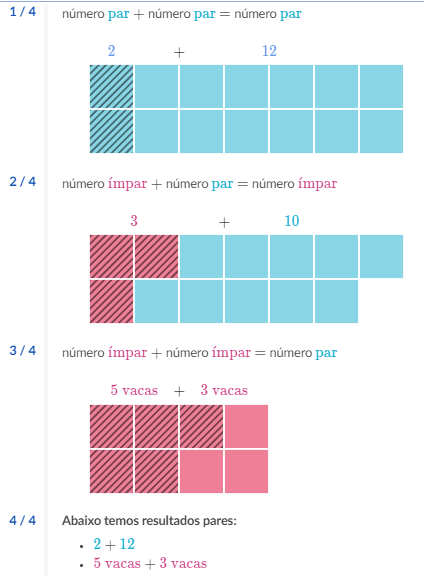 1 / 4 número par + número par = número par
2 + 12
2 / 4 número ímpar + número par = número ímpar
3 + 10
3 / 4 número ímpar + número ímpar = número par
5 vacas + 3 vacas
4 / 4 Abaixo temos resultados pares:
• 2 + 12
• 5 vacas + 3 vacas